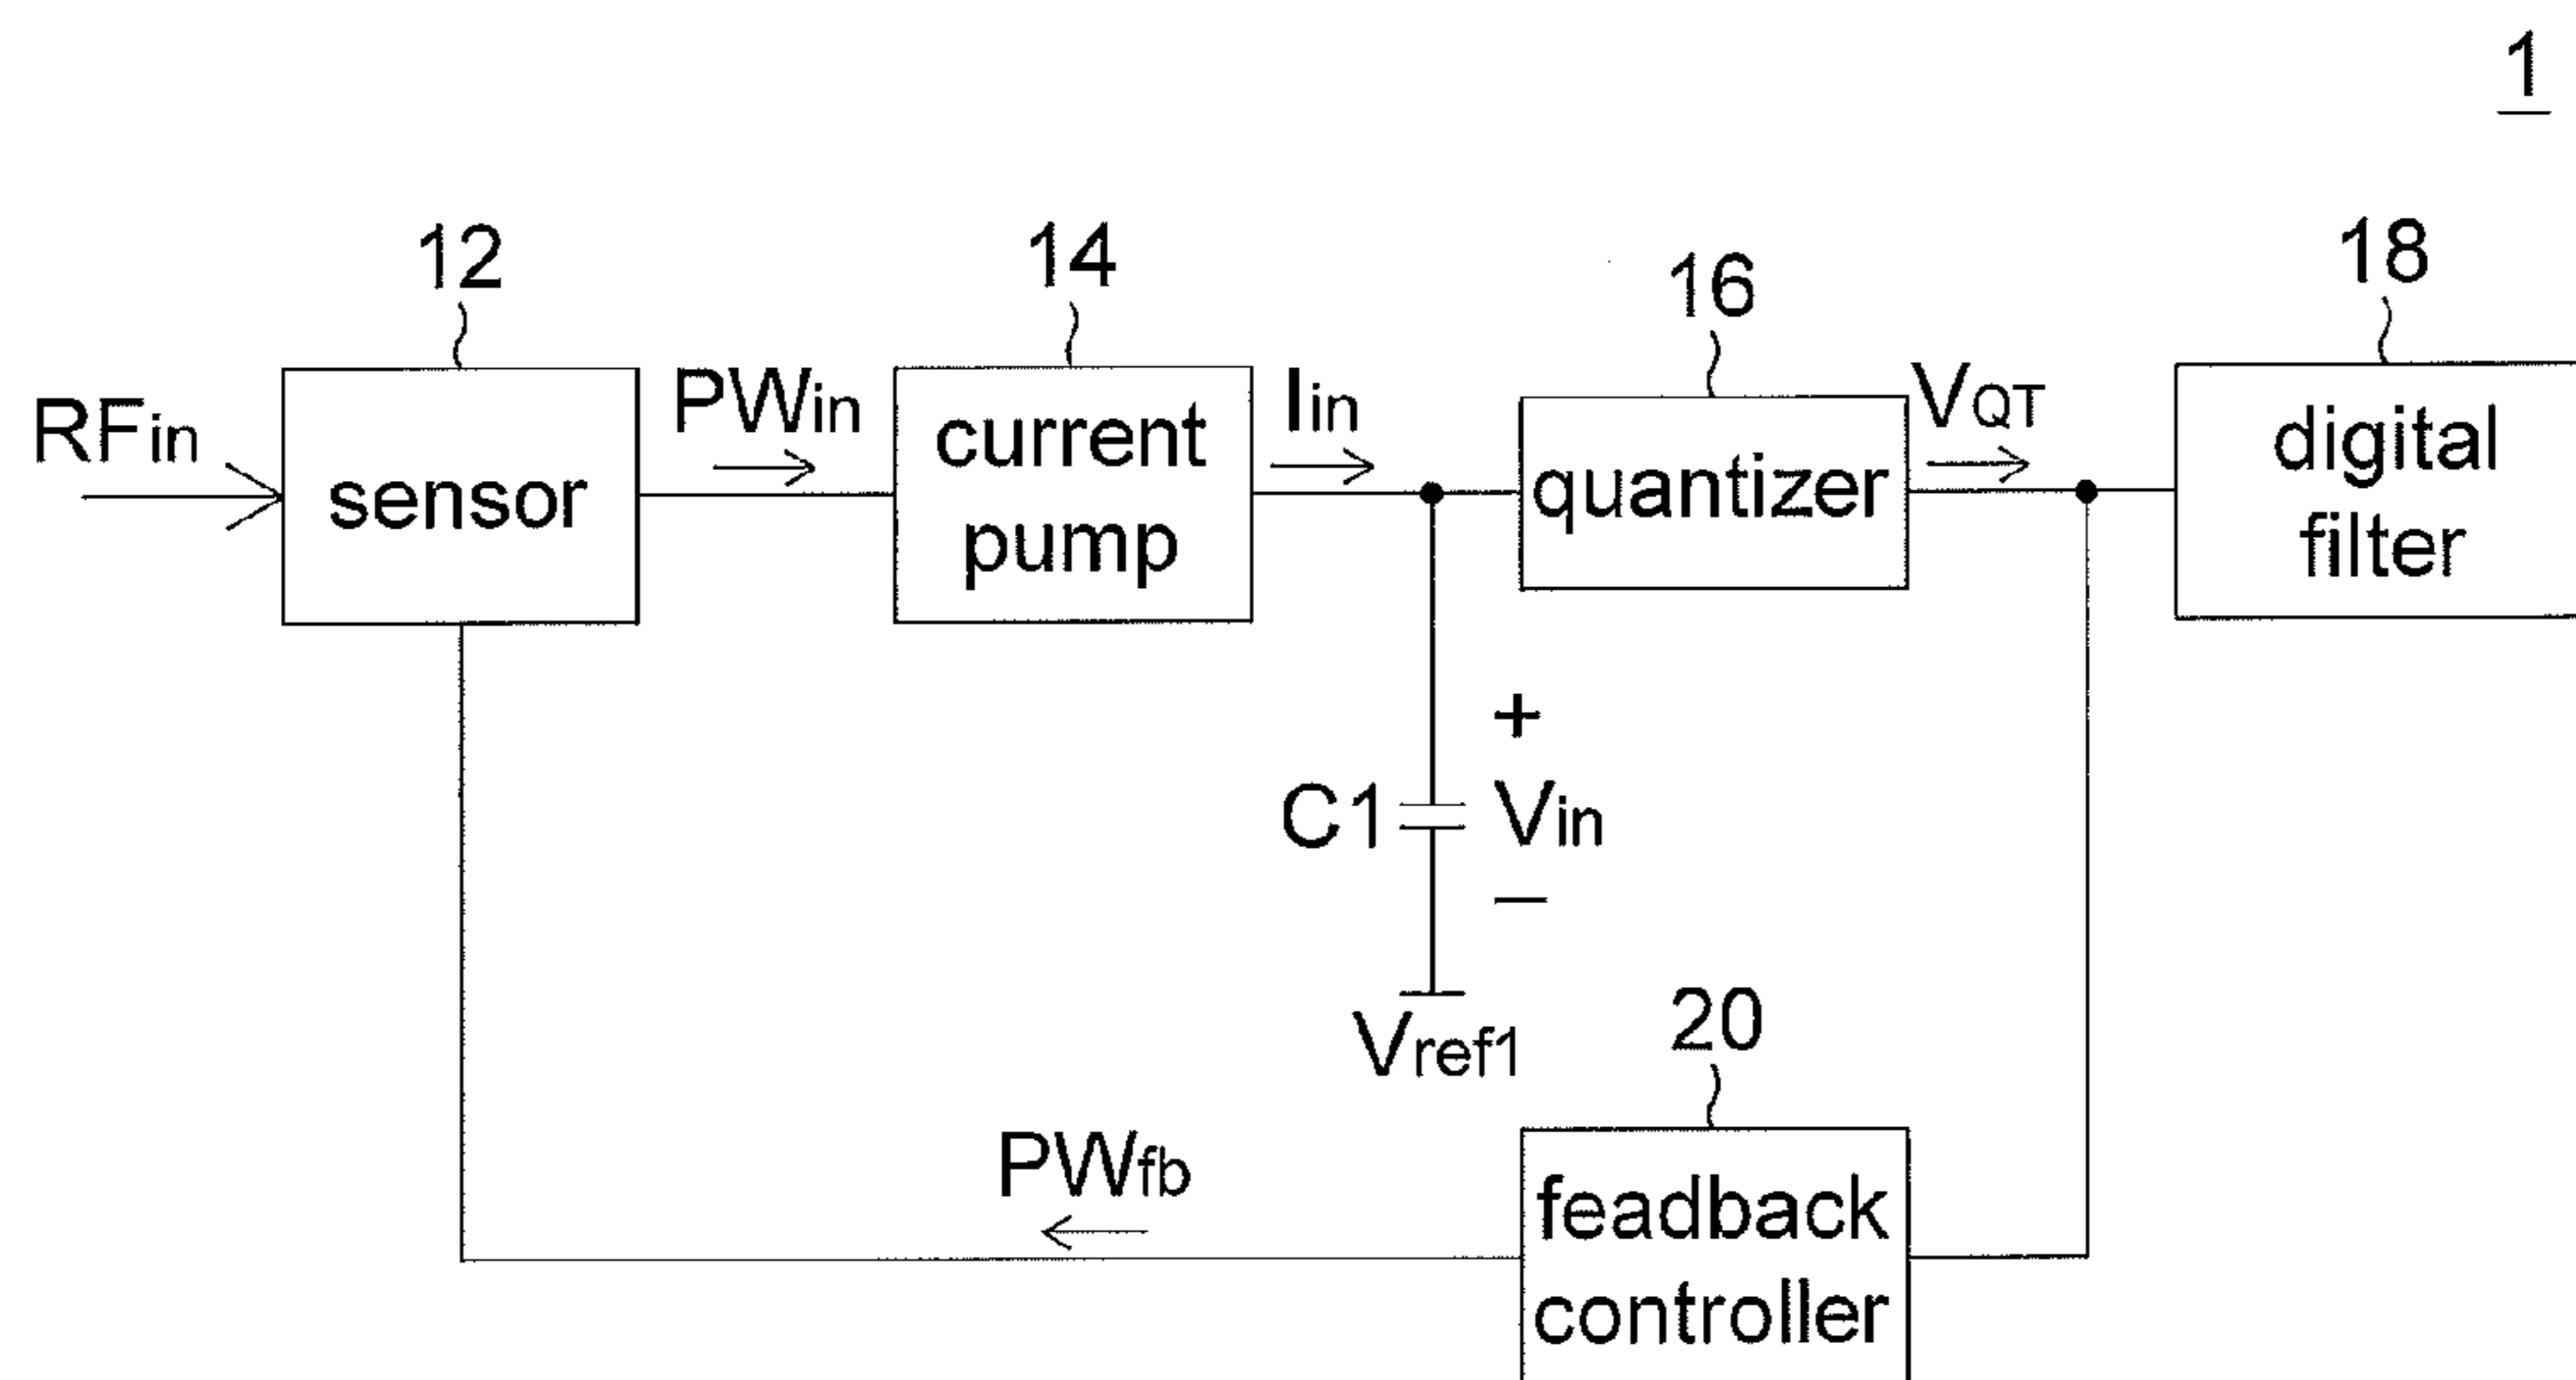 1
12
14
16
18
RFin
sensor
PWin
current
pump
Iin
quantizer
VQT
digital
filter
+
C1
Vin
–
Vref1
20
PWfb
feadback
controller